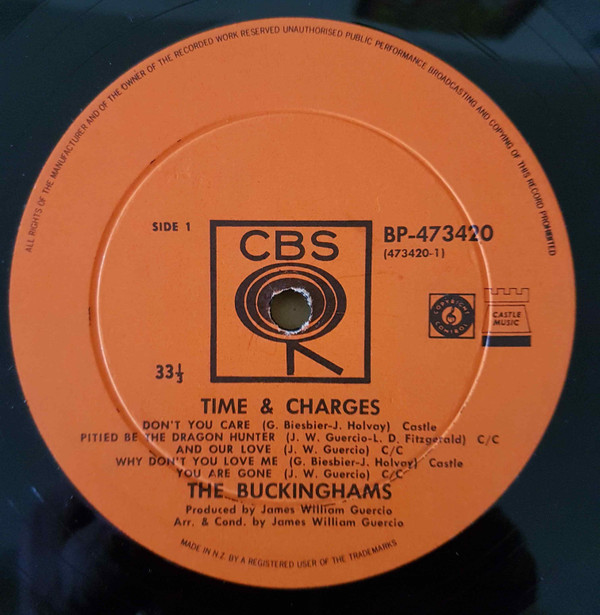 ALL RIGHTS OF THE MANUFACTURER AND OF THE OWNER OF THE RECORDED WORK RESERVED UNAUTHORISED PUBLIC PERFORMANCE BROADCASTING AND COPYING OF THIS RECORD PROHIBITED
SIDE 1
CBS
BP-473420
(473420-1)
COPYRIGHT CONTROL
CASTLE MUSIC
33⅓
TIME & CHARGES
DON'T YOU CARE (G. Biesbier-J. Holvay) Castle
PITIED BE THE DRAGON HUNTER (J. W. Guercio-L. D. Fitzgerald) C/C
AND OUR LOVE (J. W. Guercio) C/C
WHY DON'T YOU LOVE ME (G. Biesbier-J. Holvay) Castle
YOU ARE GONE (J. W. Guercio) C/C
THE BUCKINGHAMS
Produced by James William Guercio
Arr. & Cond. by James William Guercio
MADE IN N.Z. BY A REGISTERED USER OF THE TRADEMARKS